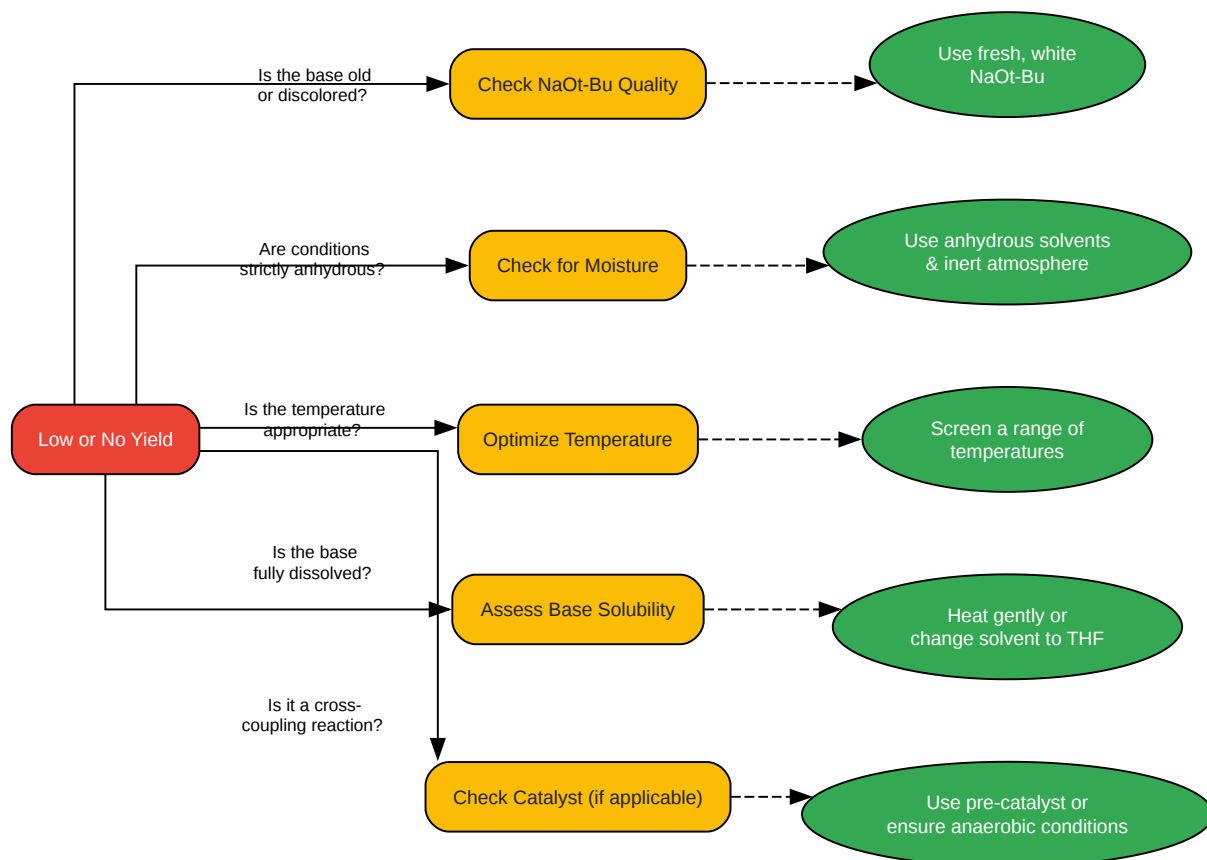 Is the base old
or discolored?
Check NaOt-Bu Quality
Use fresh, white
NaOt-Bu
Are conditions
strictly anhydrous?
Check for Moisture
Use anhydrous solvents
& inert atmosphere
Low or No Yield
Is the temperature
appropriate?
Optimize Temperature
Screen a range of
temperatures
Is the base
fully dissolved?
Assess Base Solubility
Heat gently or
change solvent to THF
Is it a cross-
coupling reaction?
Check Catalyst (if applicable)
Use pre-catalyst or
ensure anaerobic conditions